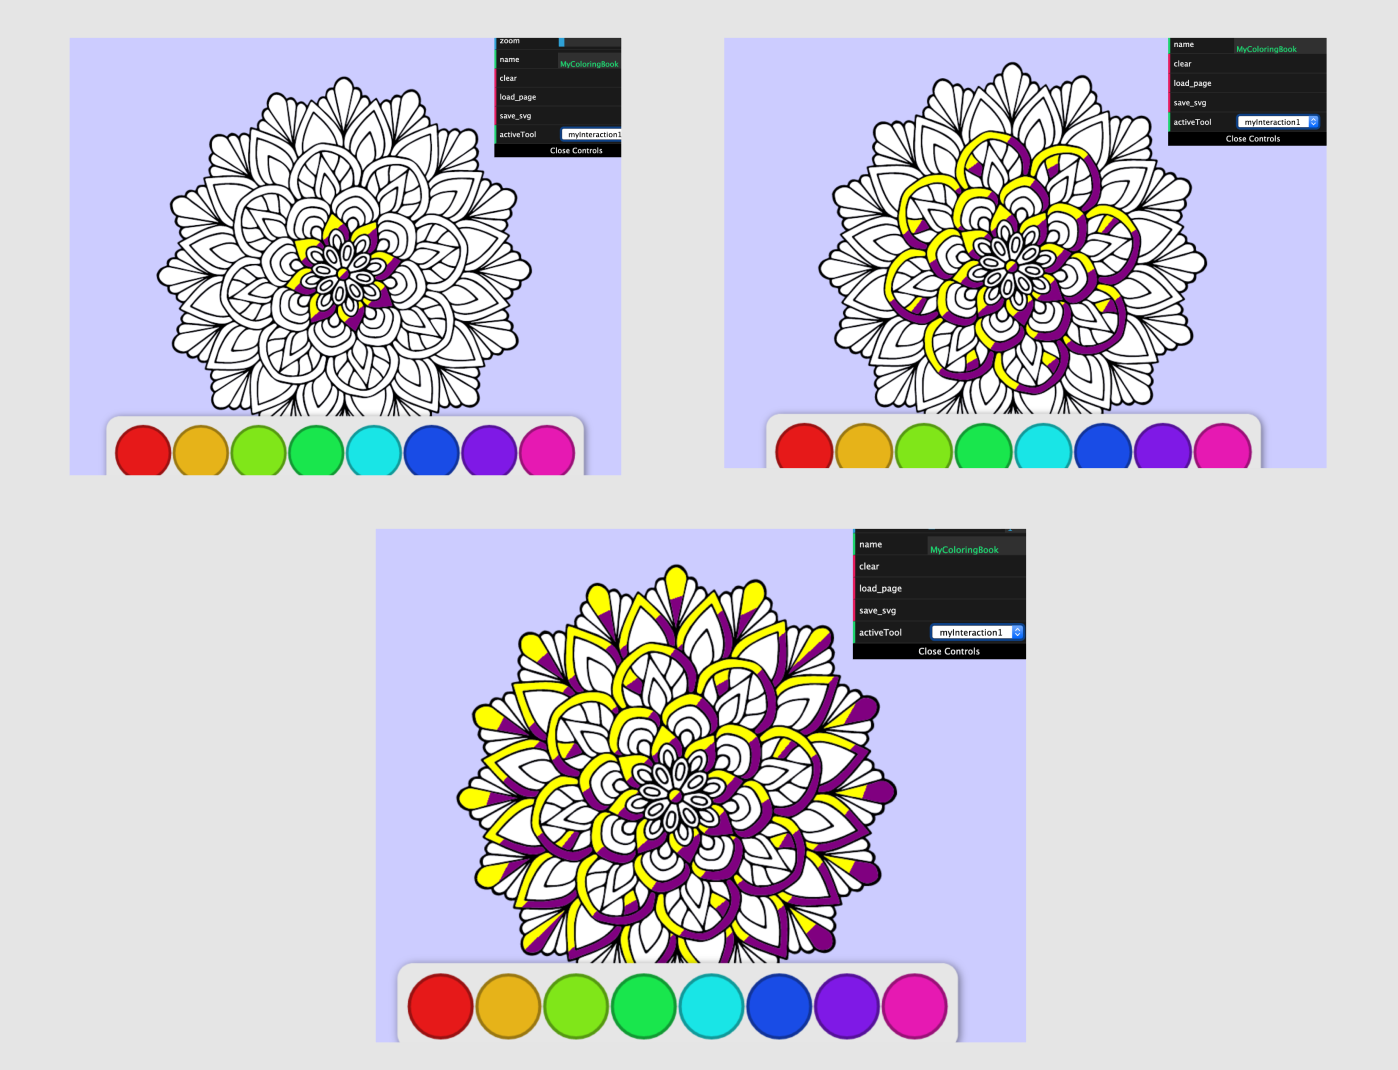 zoom
name MyColoringBook
clear
load_page
save_svg
activeTool myInteraction1
Close Controls
name MyColoringBook
clear
load_page
save_svg
activeTool myInteraction1
Close Controls
name MyColoringBook
clear
load_page
save_svg
activeTool myInteraction1
Close Controls